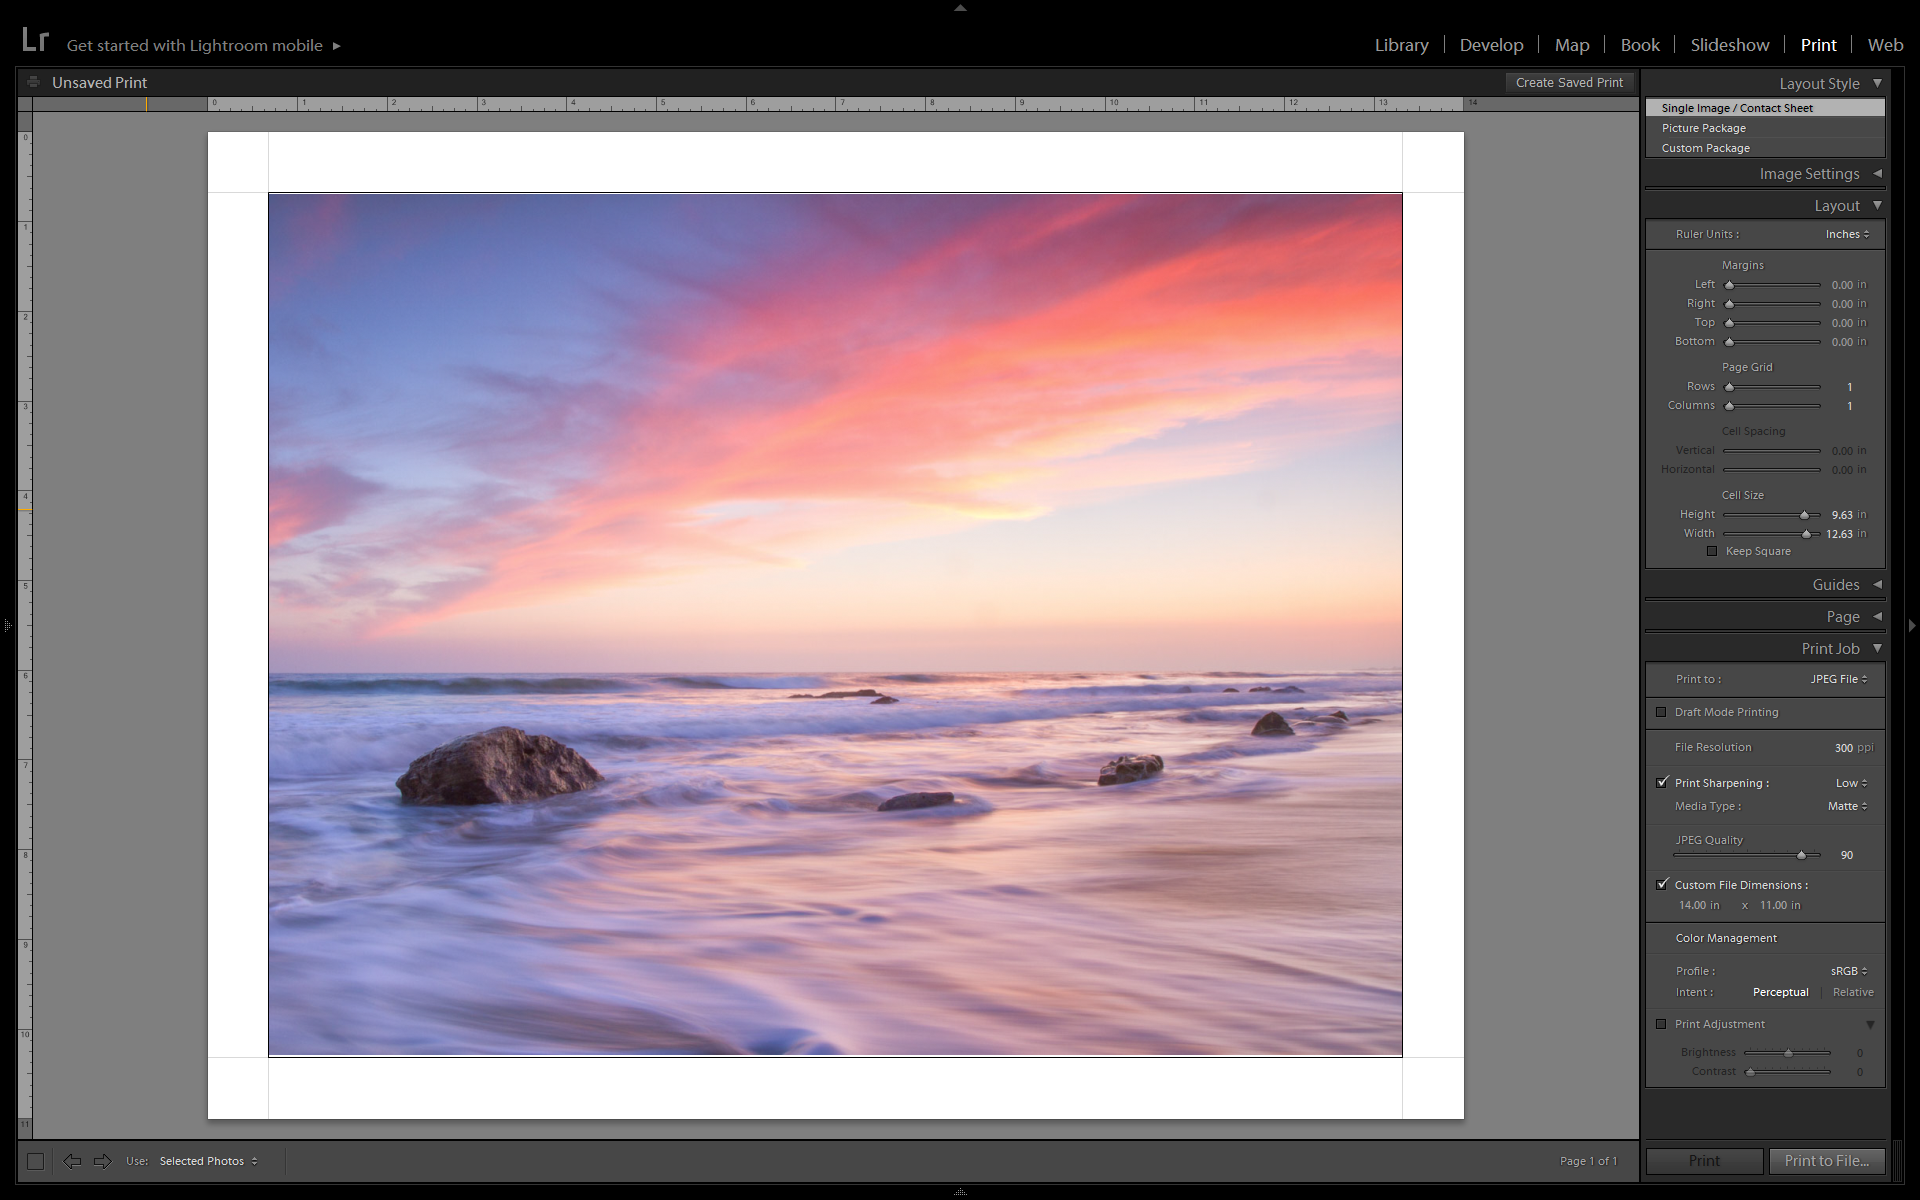 Lr Get started with Lightroom mobile
Library Develop Map Book Slideshow Print Web
Unsaved Print
Create Saved Print
0 1 2 3 4 5 6 7 8 9 10 11 12 13 14
0
1
2
3
4
5
6
7
8
9
10
11
Layout Style
Single Image / Contact Sheet
Picture Package
Custom Package
Image Settings
Layout
Ruler Units : Inches
Margins
Left 0.00 in
Right 0.00 in
Top 0.00 in
Bottom 0.00 in
Page Grid
Rows 1
Columns 1
Cell Spacing
Vertical 0.00 in
Horizontal 0.00 in
Cell Size
Height 9.63 in
Width 12.63 in
Keep Square
Guides
Page
Print Job
Print to : JPEG File
Draft Mode Printing
File Resolution 300 ppi
Print Sharpening : Low
Media Type : Matte
JPEG Quality
90
Custom File Dimensions :
14.00 in x 11.00 in
Color Management
Profile : sRGB
Intent : Perceptual Relative
Print Adjustment
Brightness 0
Contrast 0
Use: Selected Photos
Page 1 of 1
Print Print to File...